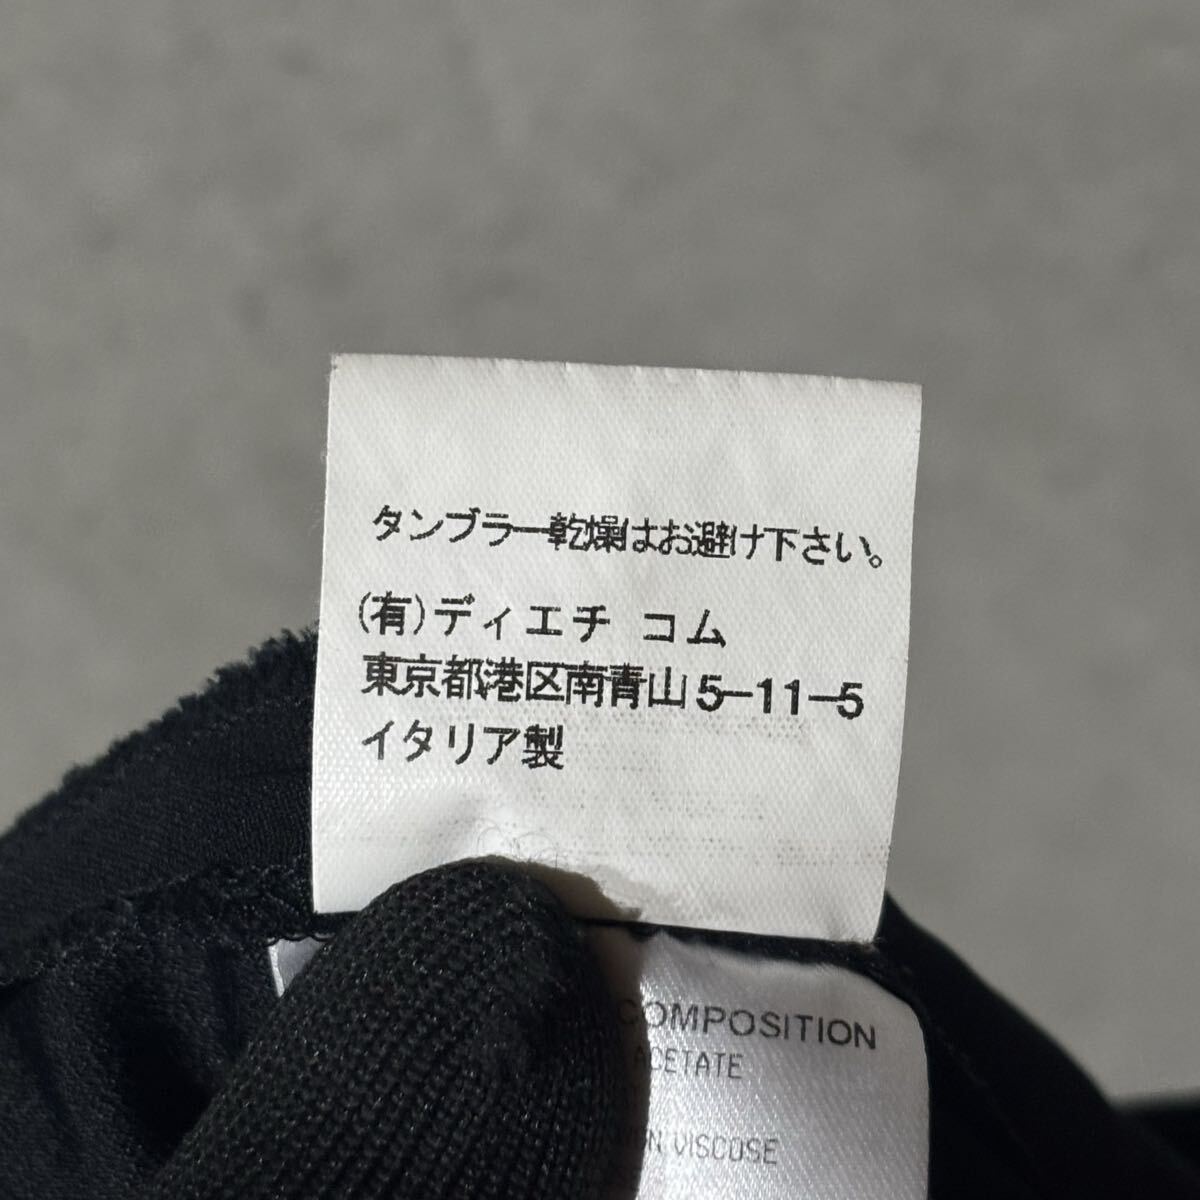 タンブラー乾燥はお避け下さい。
(有)ディエチ コム
東京都港区南青山5-11-5
イタリア製
COMPOSITION
ACETATE
VISCOSE